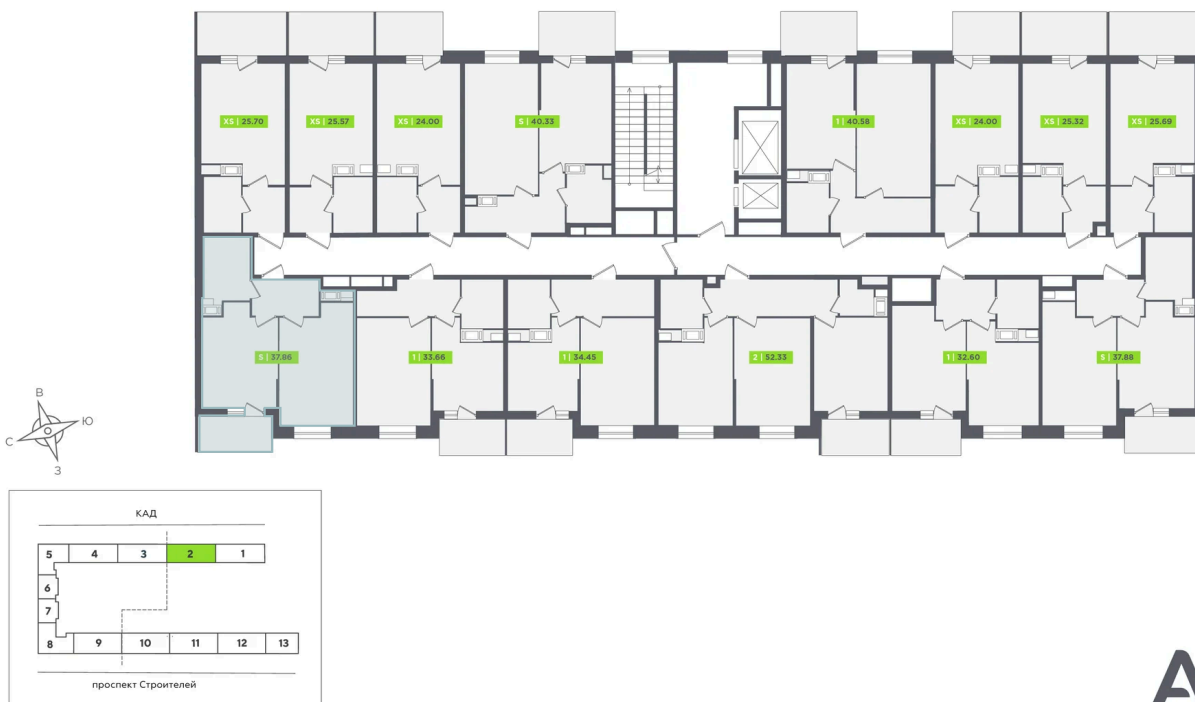 XS | 25.70
XS | 25.57
XS | 24.00
S | 40.33
1 | 40.58
XS | 24.00
XS | 25.32
XS | 25.69
S | 37.86
1 | 33.66
1 | 34.45
2 | 52.33
1 | 32.60
S | 37.88
В
Ю
С
З
КАД
5 4 3 2 1
6
7
8 9 10 11 12 13
проспект Строителей